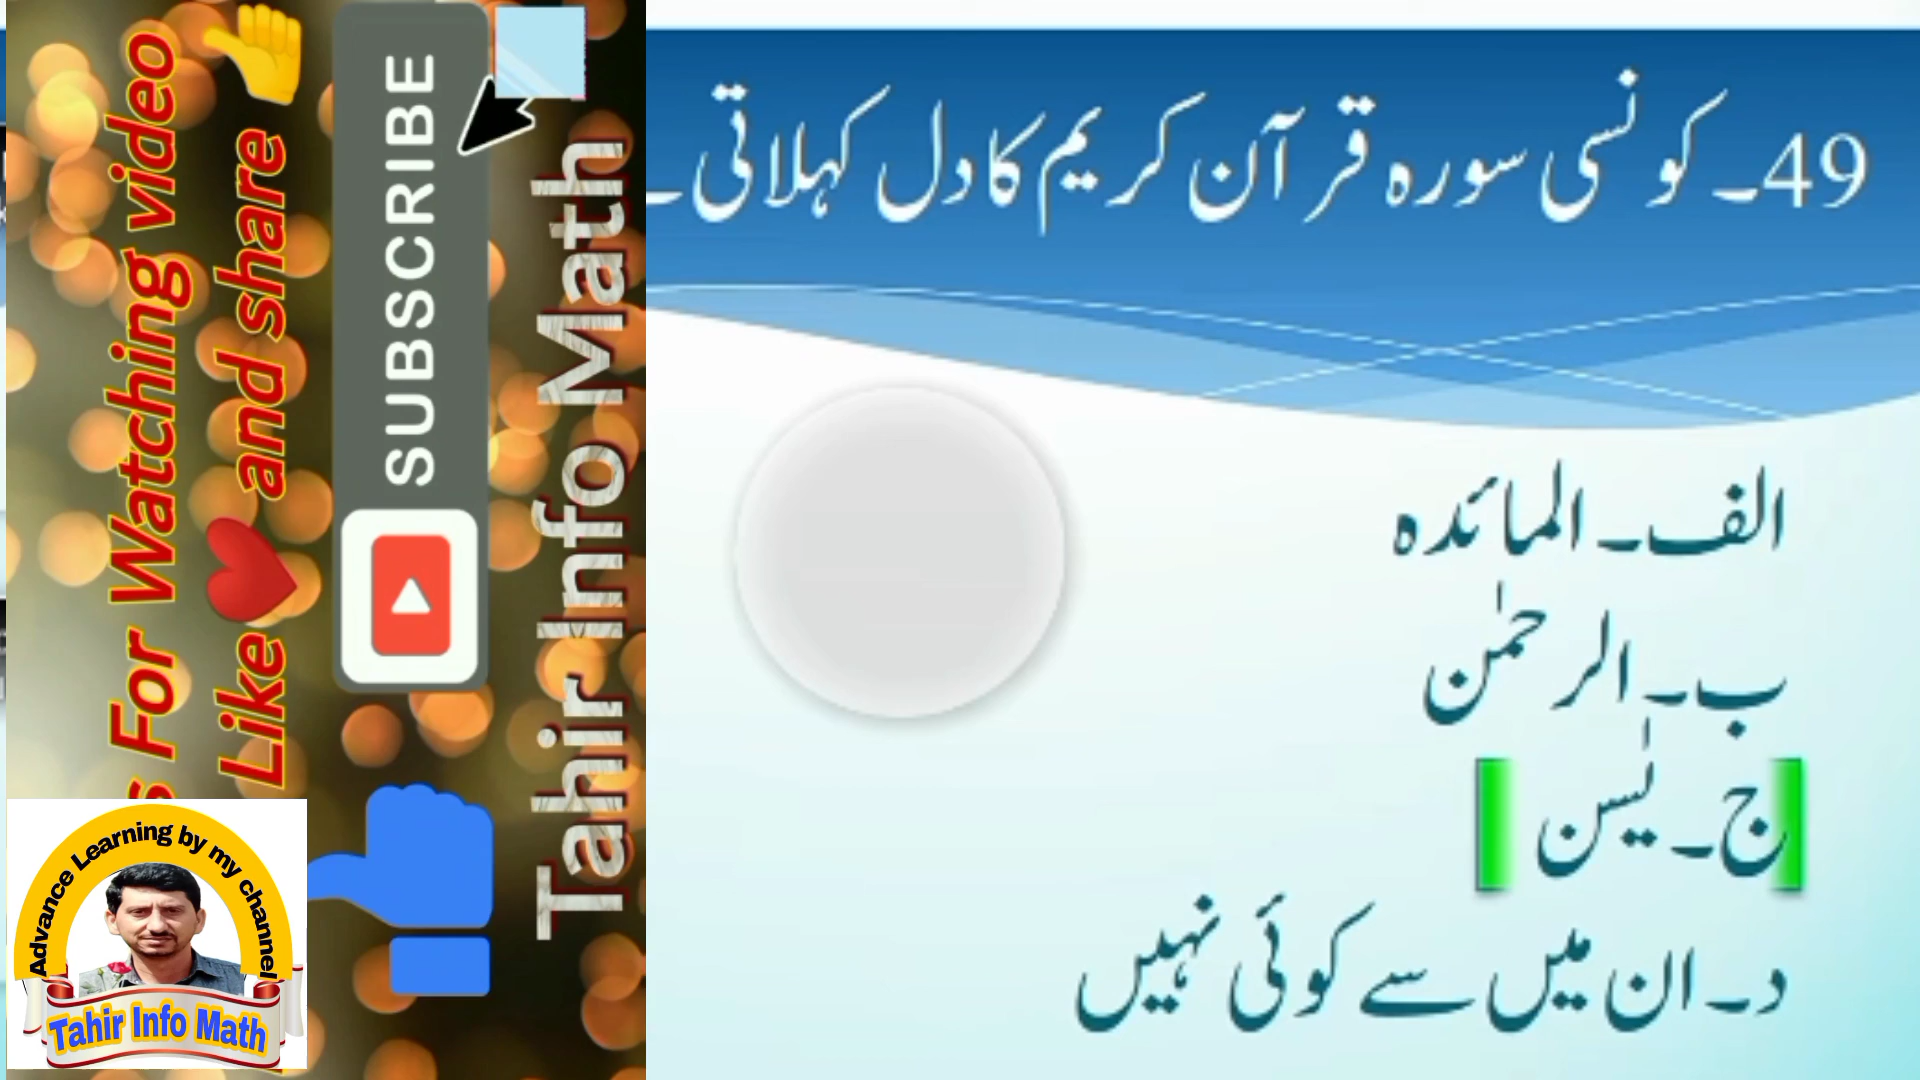 49۔ کونسی سورہ قرآن کریم کا دل کہلاتی۔
الف۔ المائدہ
ب۔ الرحمٰن
ج۔ یٰسن
د۔ ان میں سے کوئی نہیں
For Watching video
Like and share
SUBSCRIBE
Tahir Info Math
Advance Learning by my channel
Tahir Info Math